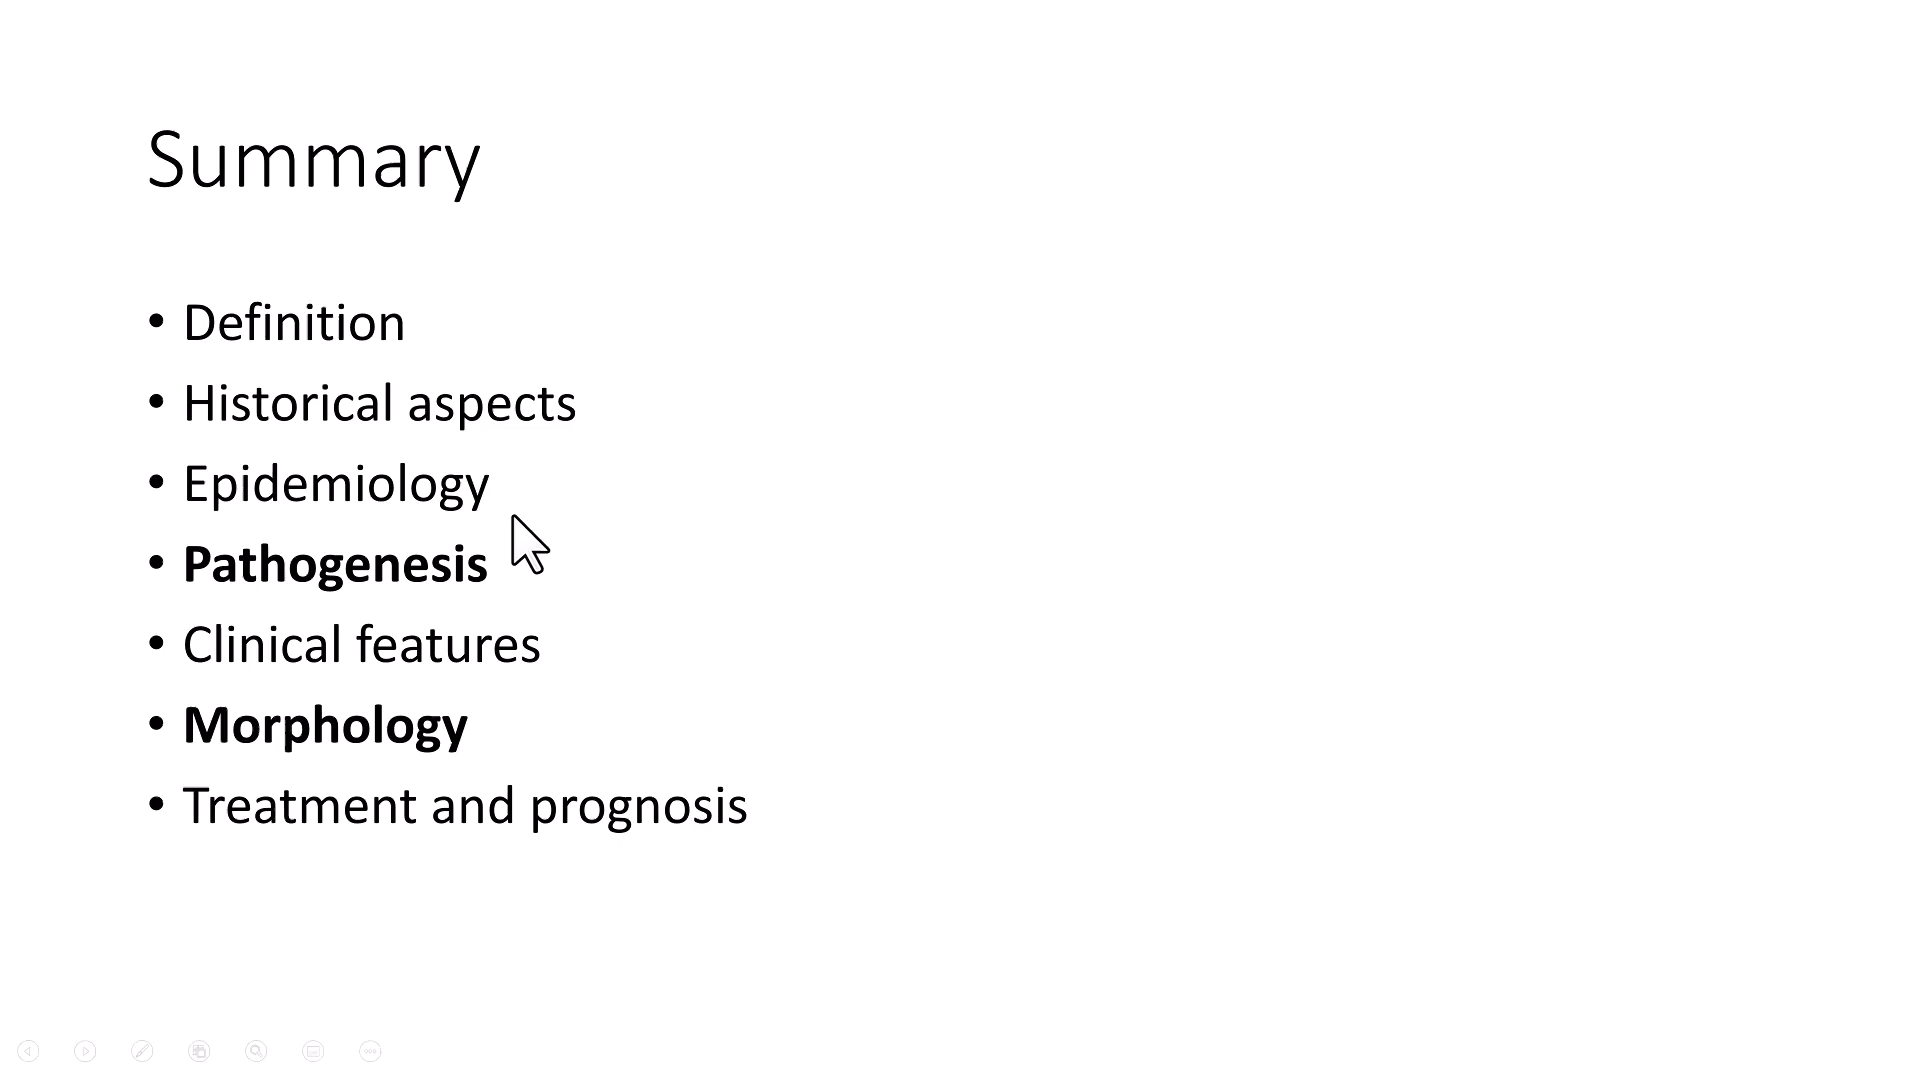 Summary
• Definition
• Historical aspects
• Epidemiology
• Pathogenesis
• Clinical features
• Morphology
• Treatment and prognosis